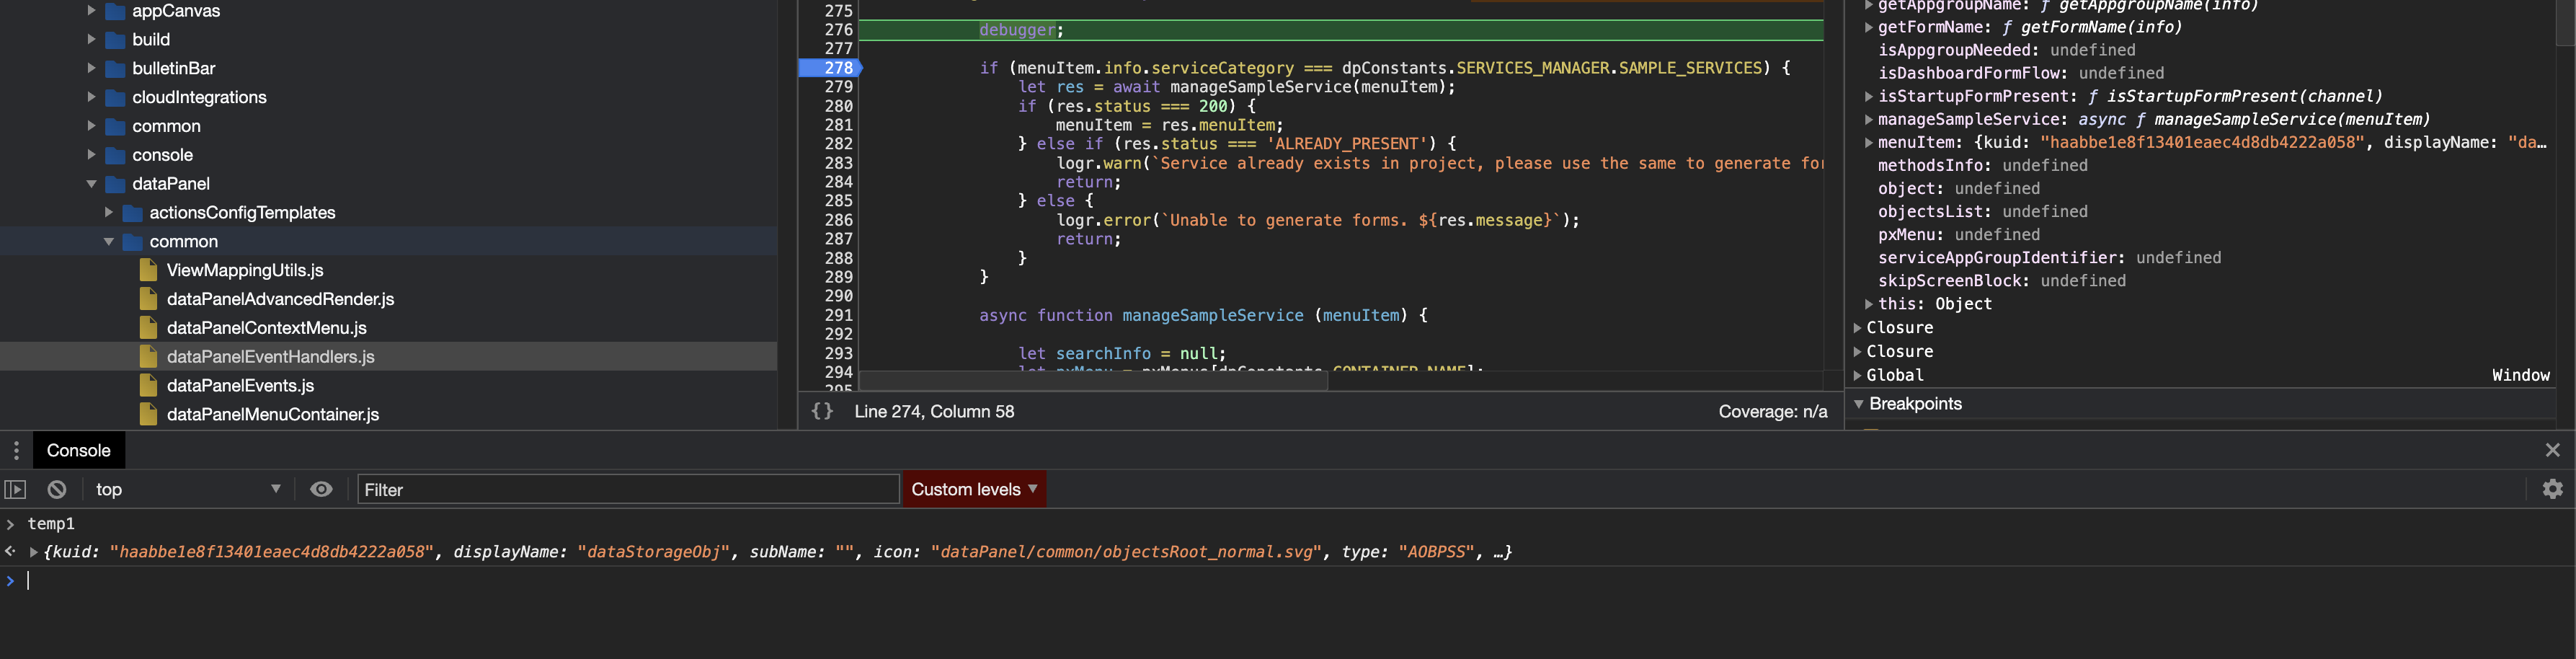 appCanvas
build
bulletinBar
cloudIntegrations
common
console
dataPanel
actionsConfigTemplates
common
ViewMappingUtils.js
dataPanelAdvancedRender.js
dataPanelContextMenu.js
dataPanelEventHandlers.js
dataPanelEvents.js
dataPanelMenuContainer.js
275
276 debugger;
277
278 if (menuItem.info.serviceCategory === dpConstants.SERVICES_MANAGER.SAMPLE_SERVICES) {
279 let res = await manageSampleService(menuItem);
280 if (res.status === 200) {
281 menuItem = res.menuItem;
282 } else if (res.status === 'ALREADY_PRESENT') {
283 logr.warn(`Service already exists in project, please use the same to generate for
284 return;
285 } else {
286 logr.error(`Unable to generate forms. ${res.message}`);
287 return;
288 }
289 }
290
291 async function manageSampleService (menuItem) {
292
293 let searchInfo = null;
294 let pxMenu = pxMenus[dpConstants.CONTAINER_NAME];
295
{} Line 274, Column 58
Coverage: n/a
getAppgroupName: ƒ getAppgroupName(info)
getFormName: ƒ getFormName(info)
isAppgroupNeeded: undefined
isDashboardFormFlow: undefined
isStartupFormPresent: ƒ isStartupFormPresent(channel)
manageSampleService: async ƒ manageSampleService(menuItem)
menuItem: {kuid: "haabbe1e8f13401eaec4d8db4222a058", displayName: "da…
methodsInfo: undefined
object: undefined
objectsList: undefined
pxMenu: undefined
serviceAppGroupIdentifier: undefined
skipScreenBlock: undefined
this: Object
Closure
Closure
Global Window
Breakpoints
Console
top
Filter
Custom levels
> temp1
{kuid: "haabbe1e8f13401eaec4d8db4222a058", displayName: "dataStorageObj", subName: "", icon: "dataPanel/common/objectsRoot_normal.svg", type: "AOBPSS", …}
>